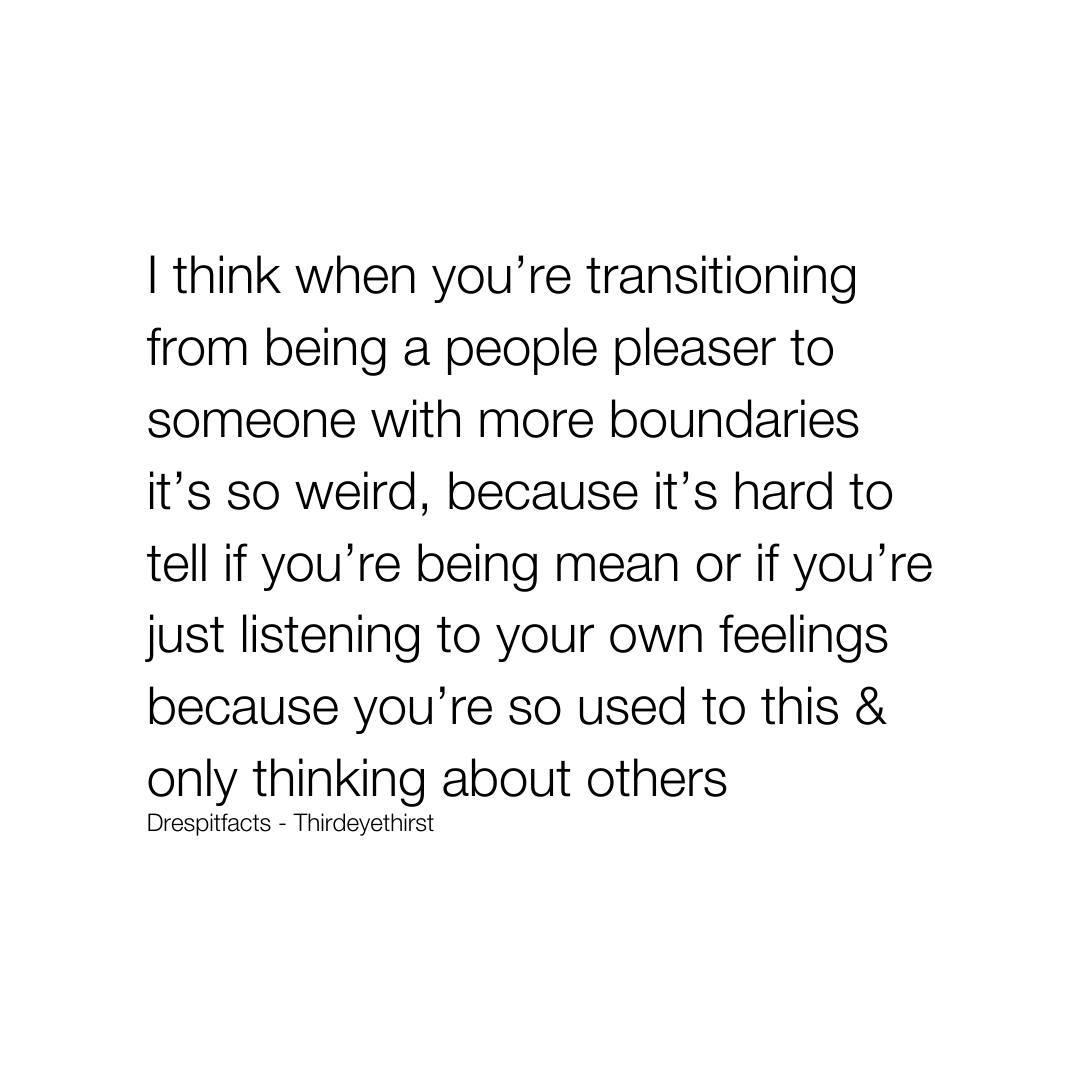 I think when you’re transitioning
from being a people pleaser to
someone with more boundaries
it’s so weird, because it’s hard to
tell if you’re being mean or if you’re
just listening to your own feelings
because you’re so used to this &
only thinking about others
Drespitfacts - Thirdeyethirst